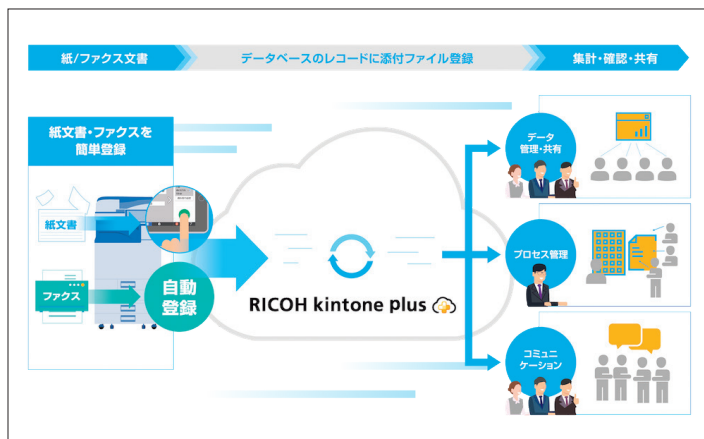 紙/ファクス文書
データベースのレコードに添付ファイル登録
集計・確認・共有
紙文書・ファクスを
簡単登録
紙文書
ファクス
自動
登録
RICOH kintone plus
データ
管理・共有
プロセス管理
コミュニ
ケーション